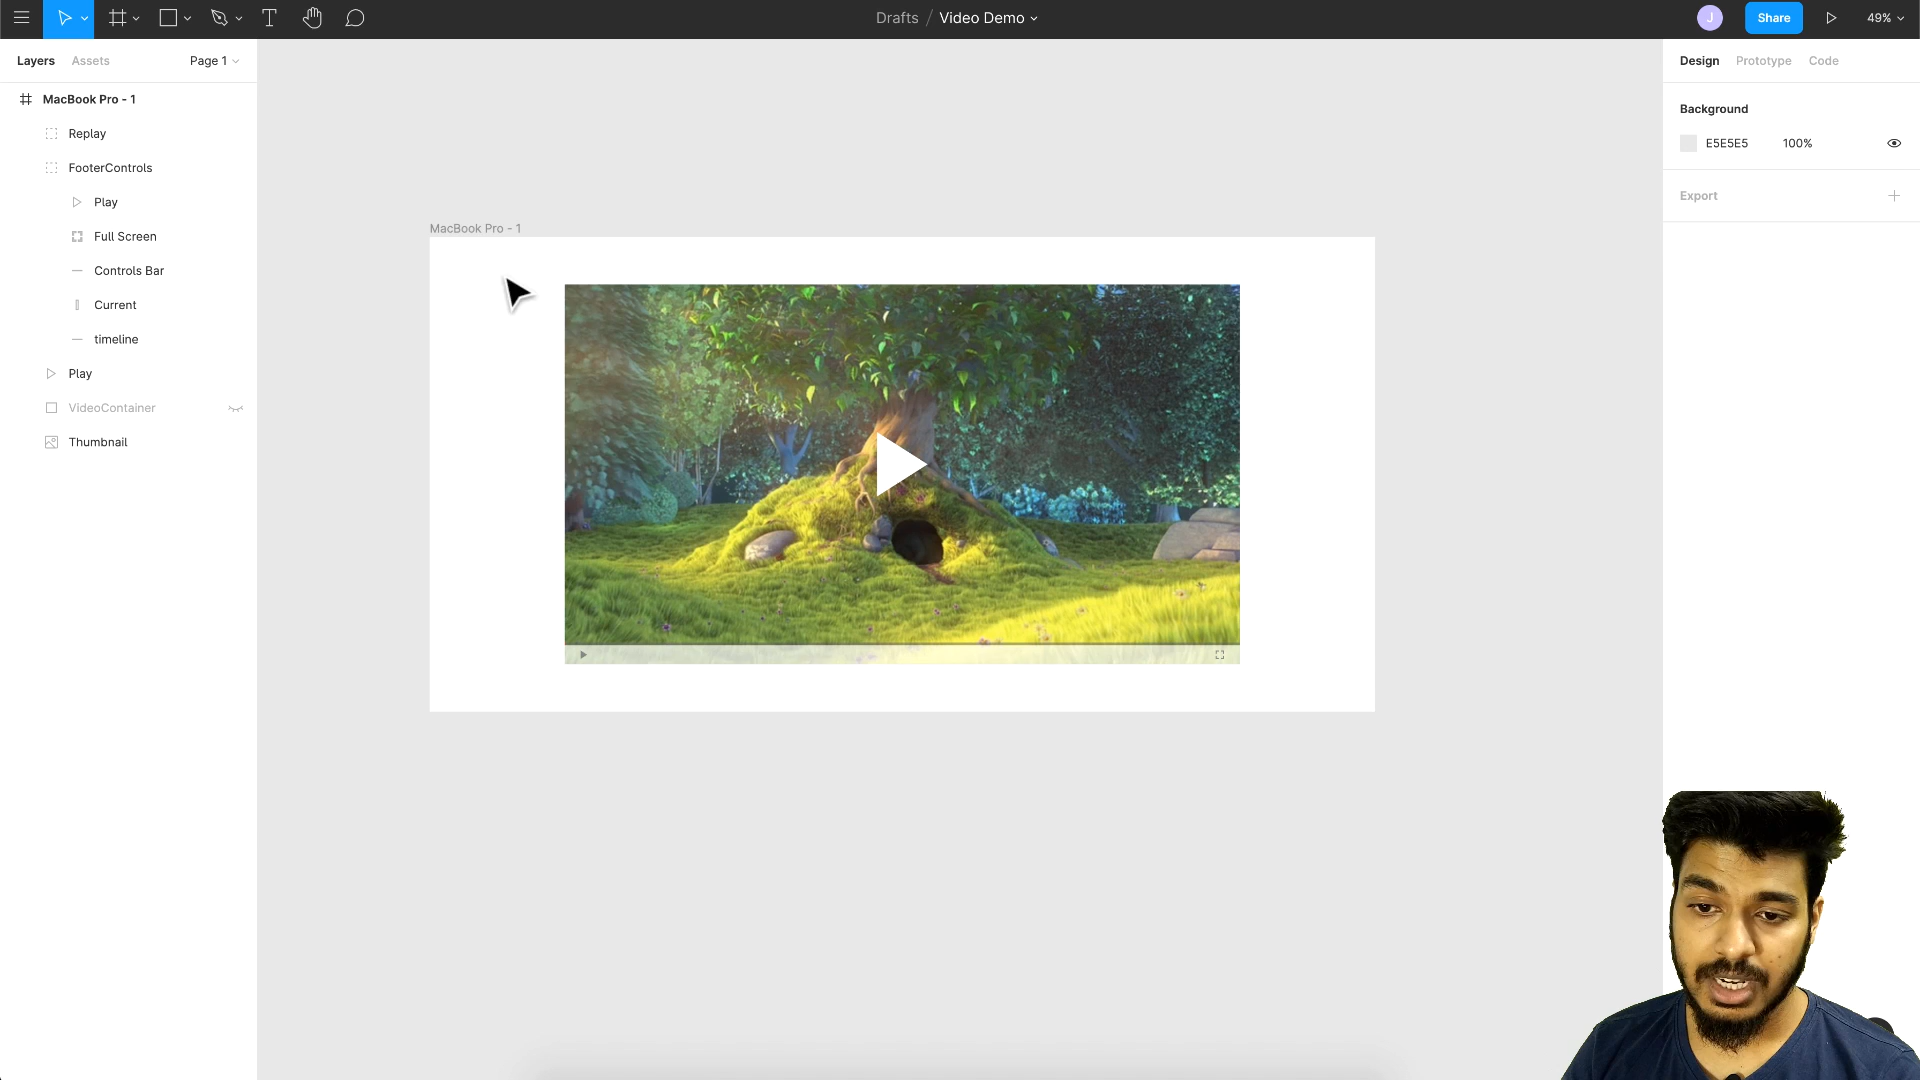 Drafts / Video Demo
J
Share
49%
Layers
Assets
Page 1
MacBook Pro - 1
Replay
FooterControls
Play
Full Screen
Controls Bar
Current
timeline
Play
VideoContainer
Thumbnail
MacBook Pro - 1
Design
Prototype
Code
Background
E5E5E5
100%
Export